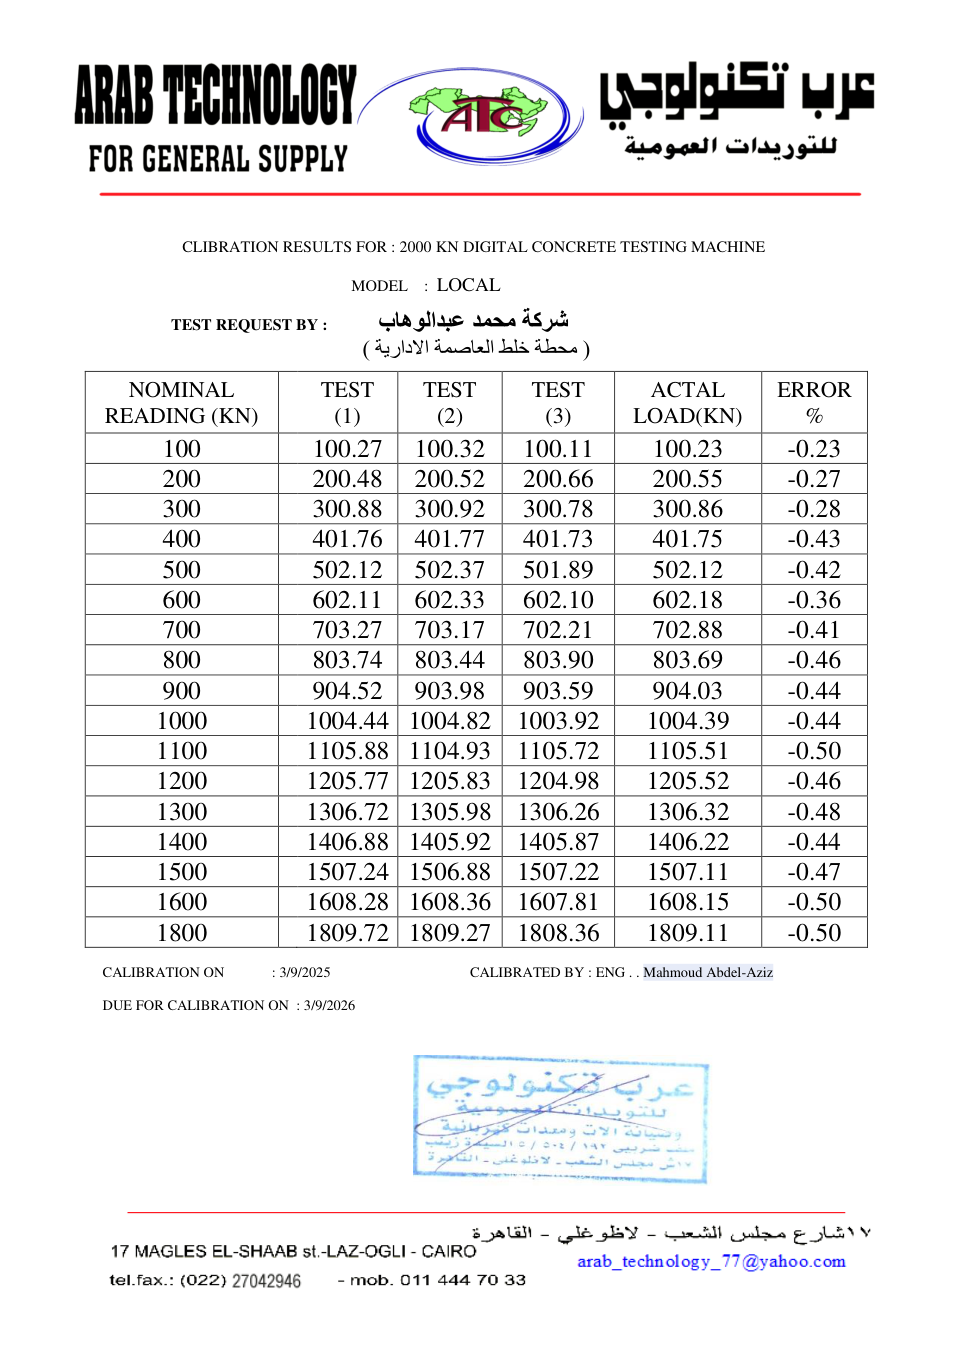 ARAB TECHNOLOGY
FOR GENERAL SUPPLY
ATC
عرب تكنولوجي
للتوريدات العمومية
CLIBRATION RESULTS FOR : 2000 KN DIGITAL CONCRETE TESTING MACHINE
MODEL : LOCAL
TEST REQUEST BY : شركة محمد عبدالوهاب
( محطة خلط العاصمة الادارية )
NOMINAL READING (KN) TEST (1) TEST (2) TEST (3) ACTAL LOAD(KN) ERROR %
100 100.27 100.32 100.11 100.23 -0.23
200 200.48 200.52 200.66 200.55 -0.27
300 300.88 300.92 300.78 300.86 -0.28
400 401.76 401.77 401.73 401.75 -0.43
500 502.12 502.37 501.89 502.12 -0.42
600 602.11 602.33 602.10 602.18 -0.36
700 703.27 703.17 702.21 702.88 -0.41
800 803.74 803.44 803.90 803.69 -0.46
900 904.52 903.98 903.59 904.03 -0.44
1000 1004.44 1004.82 1003.92 1004.39 -0.44
1100 1105.88 1104.93 1105.72 1105.51 -0.50
1200 1205.77 1205.83 1204.98 1205.52 -0.46
1300 1306.72 1305.98 1306.26 1306.32 -0.48
1400 1406.88 1405.92 1405.87 1406.22 -0.44
1500 1507.24 1506.88 1507.22 1507.11 -0.47
1600 1608.28 1608.36 1607.81 1608.15 -0.50
1800 1809.72 1809.27 1808.36 1809.11 -0.50
CALIBRATION ON : 3/9/2025 CALIBRATED BY : ENG . . Mahmoud Abdel-Aziz
DUE FOR CALIBRATION ON : 3/9/2026
عرب تكنولوجي
للتوريدات العمومية
وصيانة الات ومعدات كهربائية
السيدة زينب
١٧ش مجلس الشعب - لاظوغلى - القاهرة
١٧شارع مجلس الشعب - لاظوغلي - القاهرة
17 MAGLES EL-SHAAB st.-LAZ-OGLI - CAIRO
arab_technology_77@yahoo.com
tel.fax.: (022) 27042946 - mob. 011 444 70 33